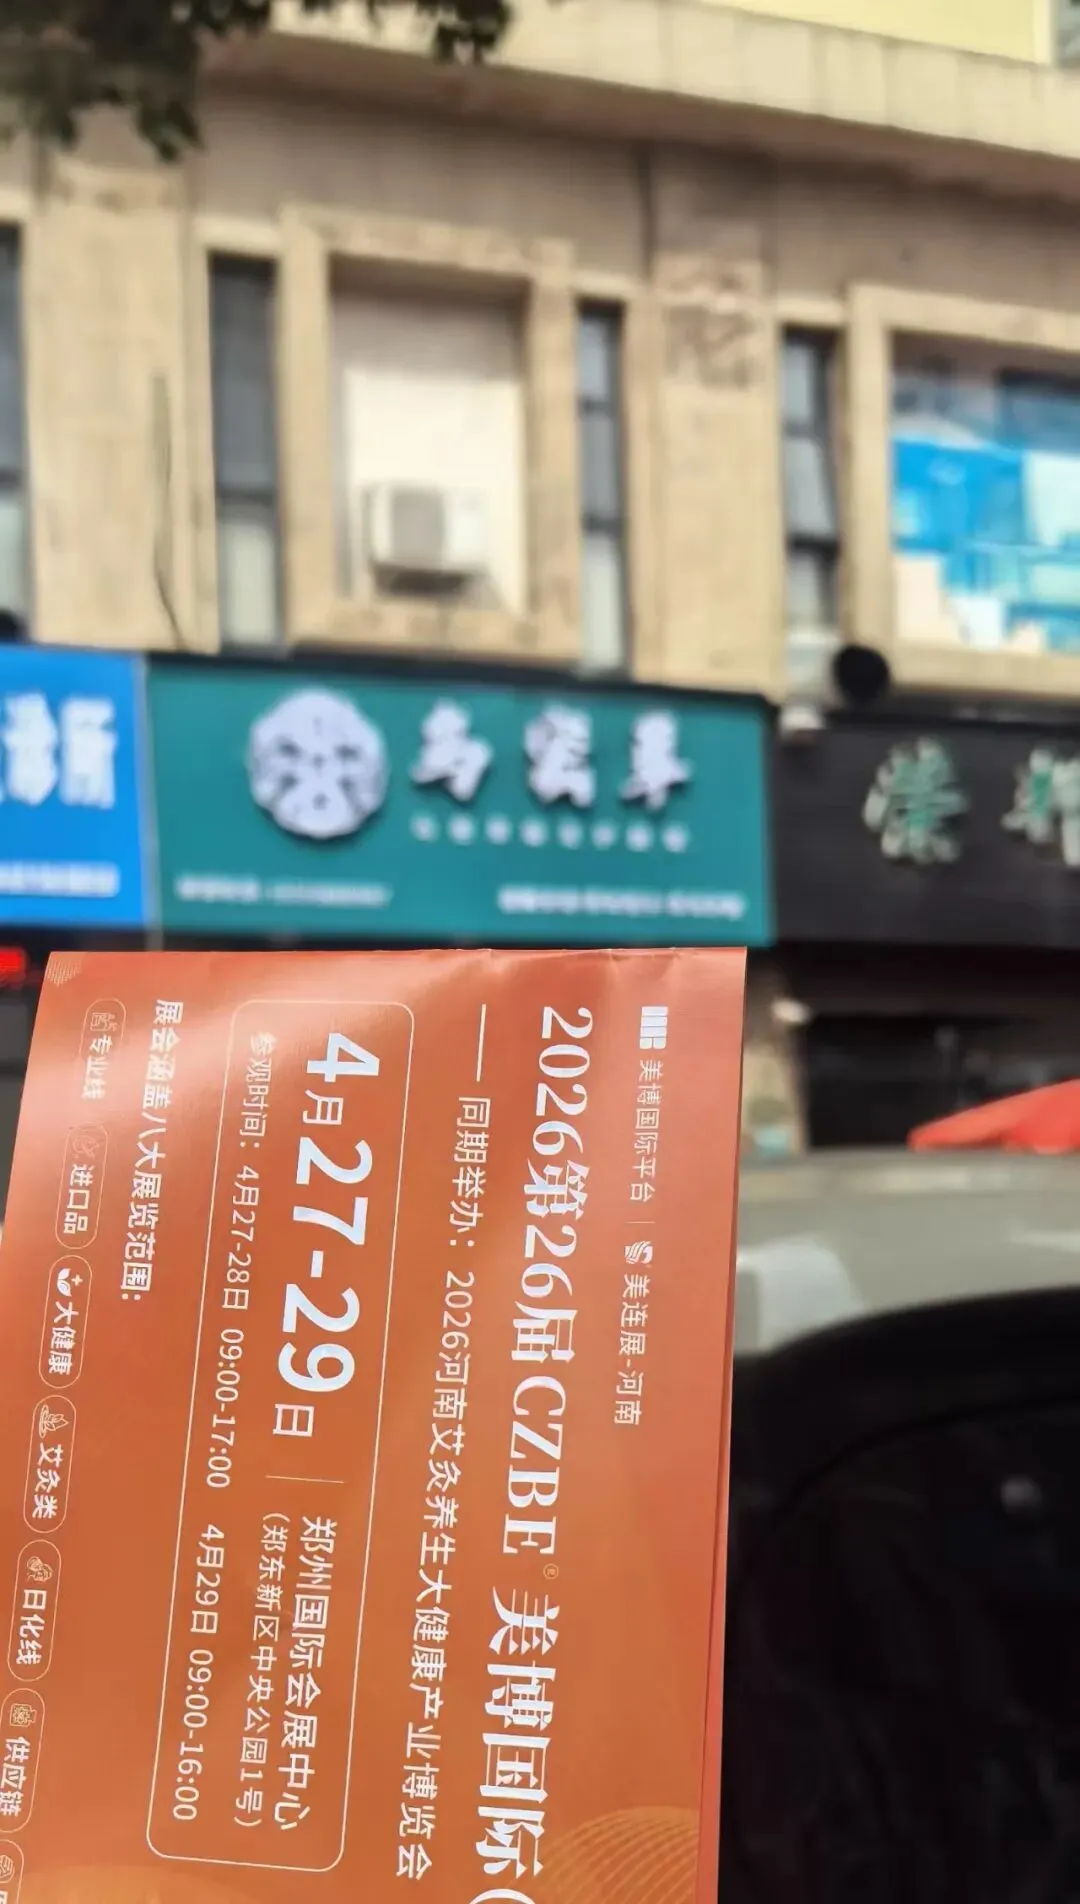 诊所
乌密草
美博国际平台 | 美连展-河南
2026第26届CZBE® 美博国际(
同期举办：2026河南艾灸养生大健康产业博览会
4月27-29日 郑州国际会展中心
（郑东新区中央公园1号）
参观时间：4月27-28日 09:00-17:00 4月29日 09:00-16:00
展会涵盖八大展览范围：
专业线 进口品 大健康 艾灸类 日化线 供应链